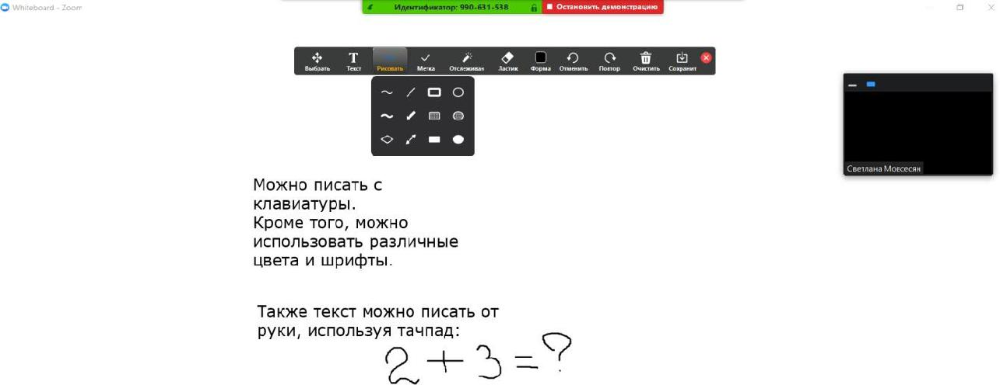 Whiteboard - Zoom
Идентификатор: 990-631-538
Остановить демонстрацию
Выбрать
Текст
Рисовать
Метка
Отслеживан
Ластик
Форма
Отменить
Повтор
Очистить
Сохранит
Светлана Мовсесян
Можно писать с
клавиатуры.
Кроме того, можно
использовать различные
цвета и шрифты.
Также текст можно писать от
руки, используя тачпад:
2+3=?